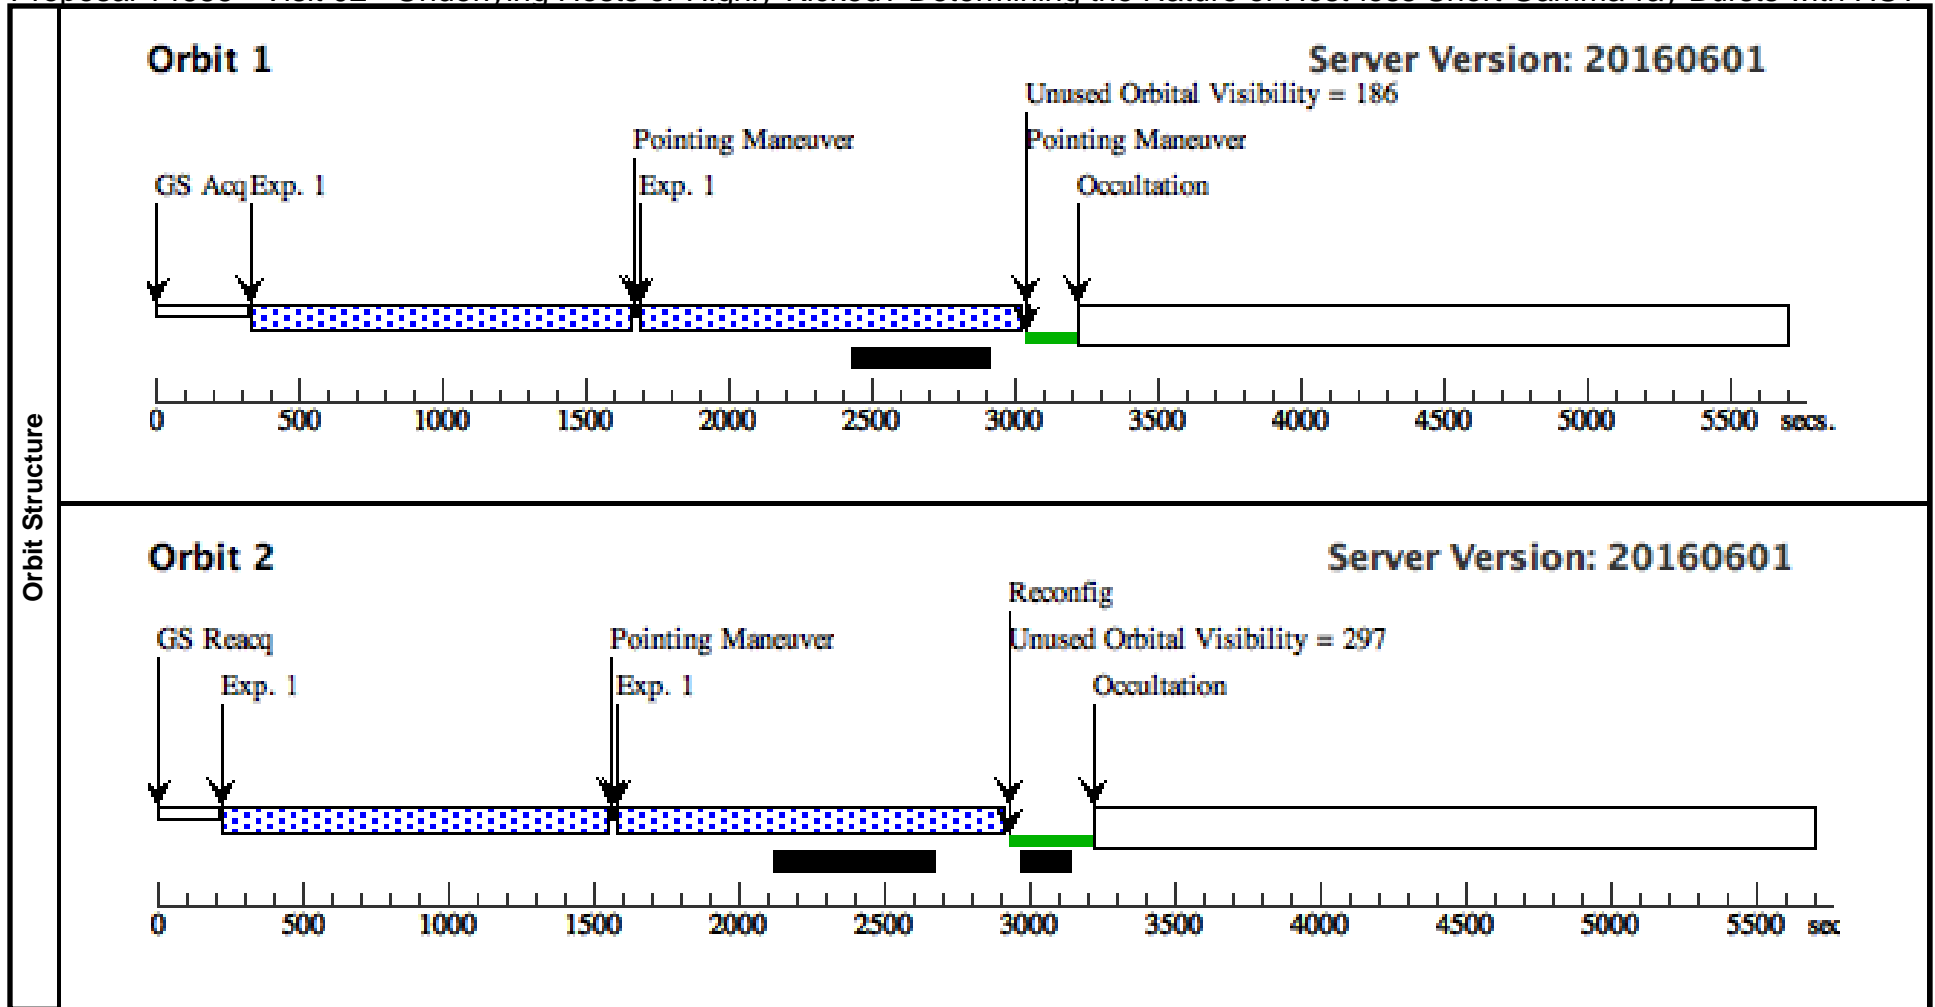 Orbit Structure
Orbit 1
Server Version: 20160601
Unused Orbital Visibility = 186
Pointing Maneuver
Pointing Maneuver
GS Acq
Exp. 1
Exp. 1
Occultation
0 500 1000 1500 2000 2500 3000 3500 4000 4500 5000 5500 secs.
Orbit 2
Server Version: 20160601
Reconfig
GS Reacq
Pointing Maneuver
Unused Orbital Visibility = 297
Exp. 1
Exp. 1
Occultation
0 500 1000 1500 2000 2500 3000 3500 4000 4500 5000 5500 sec